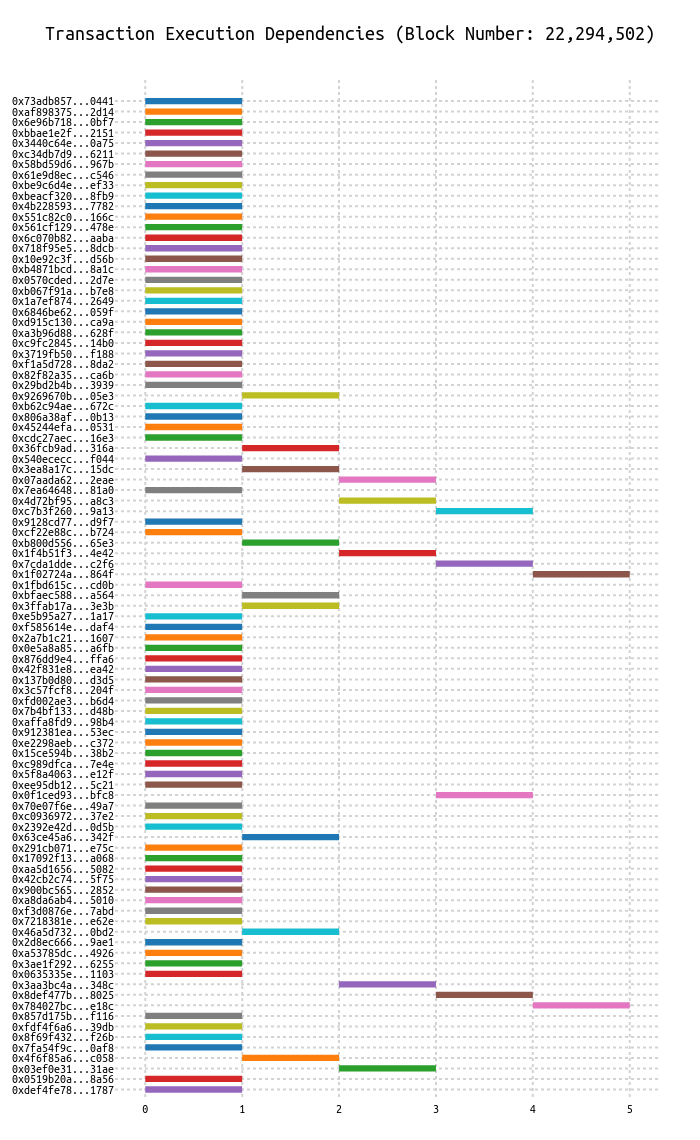 Transaction Execution Dependencies (Block Number: 22,294,502)
0x73adb857...0441
0xaf898375...2d14
0x6e96b718...0bf7
0xbbae1e2f...2151
0x3440c64e...0a75
0xc34db7d9...6211
0x58bd59d6...967b
0x61e9d8ec...c546
0xbe9c6d4e...ef33
0xbeacf320...8fb9
0x4b228593...7782
0x551c82c0...166c
0x561cf129...478e
0x6c070b82...aaba
0x718f95e5...8dcb
0x10e92c3f...d56b
0xb4871bcd...8a1c
0x0570cded...2d7e
0xb067f91a...b7e8
0x1a7ef874...2649
0x6846be62...059f
0xd915c130...ca9a
0xa3b96d88...628f
0xc9fc2845...14b0
0x3719fb50...f188
0xf1a5d728...8da2
0x82f82a35...ca6b
0x29bd2b4b...3939
0x9269670b...05e3
0xb62c94ae...672c
0x806a38af...0b13
0x45244efa...0531
0xcdc27aec...16e3
0x36fcb9ad...316a
0x540ececc...f044
0x3ea8a17c...15dc
0x07aada62...2eae
0x7ea64648...81a0
0x4d72bf95...a8c3
0xc7b3f260...9a13
0x9128cd77...d9f7
0xcf22e88c...b724
0xb800d556...65e3
0x1f4b51f3...4e42
0x7cda1dde...c2f6
0x1f02724a...864f
0x1fbd615c...cd0b
0xbfaec588...a564
0x3ffab17a...3e3b
0xe5b95a27...1a17
0xf585614e...daf4
0x2a7b1c21...1607
0x0e5a8a85...a6fb
0x876dd9e4...ffa6
0x42f831e8...ea42
0x137b0d80...d3d5
0x3c57fcf8...204f
0xfd002ae3...b6d4
0x7b4bf133...d48b
0xaffa8fd9...98b4
0x912381ea...53ec
0xe2298aeb...c372
0x15ce594b...38b2
0xc989dfca...7e4e
0x5f8a4063...e12f
0xee95db12...5c21
0x0f1ced93...bfc8
0x70e07f6e...49a7
0xc0936972...37e2
0x2392e42d...0d5b
0x63ce45a6...342f
0x291cb071...e75c
0x17092f13...a068
0xaa5d1656...5082
0x42cb2c74...5f75
0x900bc565...2852
0xa8da6ab4...5010
0xf3d0876e...7abd
0x7218381e...e62e
0x46a5d732...0bd2
0x2d8ec666...9ae1
0xa53785dc...4926
0x3ae1f292...6255
0x0635335e...1103
0x3aa3bc4a...348c
0x8def477b...8025
0x784027bc...e18c
0x857d175b...f116
0xfdf4f6a6...39db
0x8f69f432...f26b
0x7fa54f9c...0af8
0x4f6f85a6...c058
0x03ef0e31...31ae
0x0519b20a...8a56
0xdef4fe78...1787
0 1 2 3 4 5